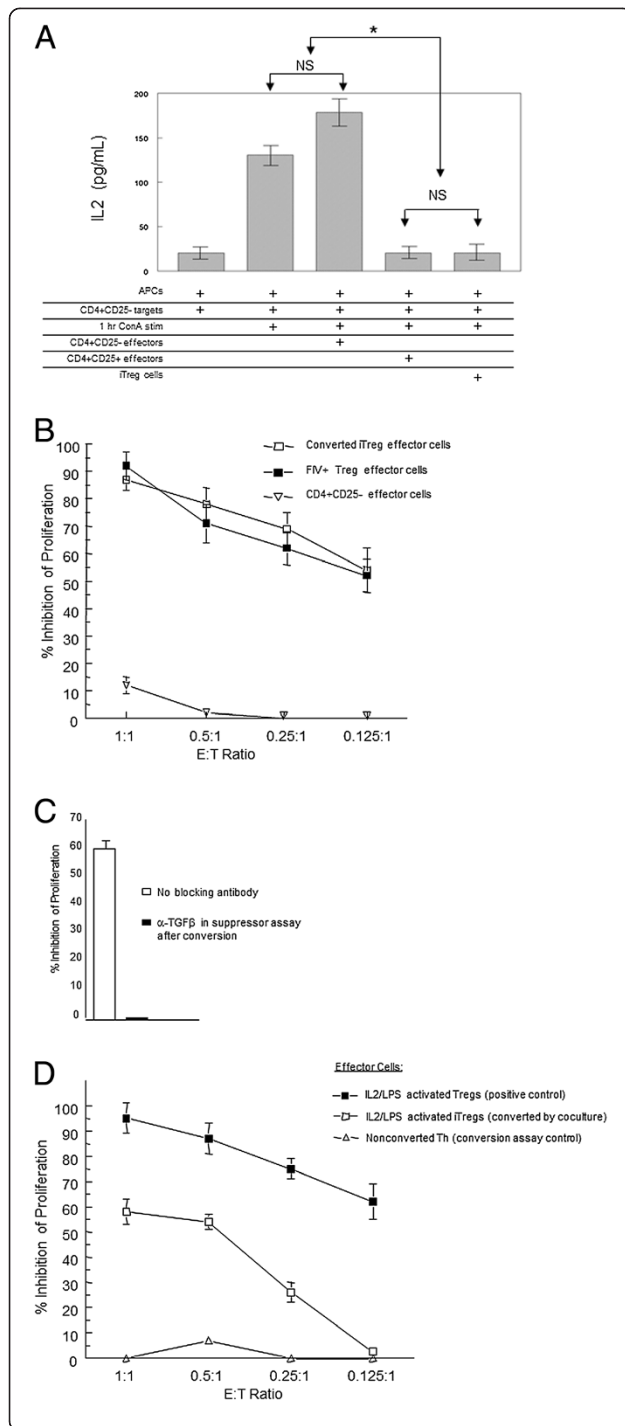 A
*
NS
200
150
100
50
0
IL2 (pg/mL)
NS
APCs + + + + +
CD4+CD25- targets + + + + +
1 hr ConA stim + + + +
CD4+CD25- effectors +
CD4+CD25+ effectors +
iTreg cells +
B
100
90
80
70
60
50
40
30
20
10
0
% Inhibition of Proliferation
Converted iTreg effector cells
FIV+ Treg effector cells
CD4+CD25- effector cells
1:1 0.5:1 0.25:1 0.125:1
E:T Ratio
C
70
60
50
40
30
20
10
0
% Inhibition of Proliferation
No blocking antibody
α-TGFβ in suppressor assay
after conversion
D
Effector Cells:
IL2/LPS activated Tregs (positive control)
IL2/LPS activated iTregs (converted by coculture)
Nonconverted Th (conversion assay control)
100
90
80
70
60
50
40
30
20
10
0
% Inhibition of Proliferation
1:1 0.5:1 0.25:1 0.125:1
E:T Ratio